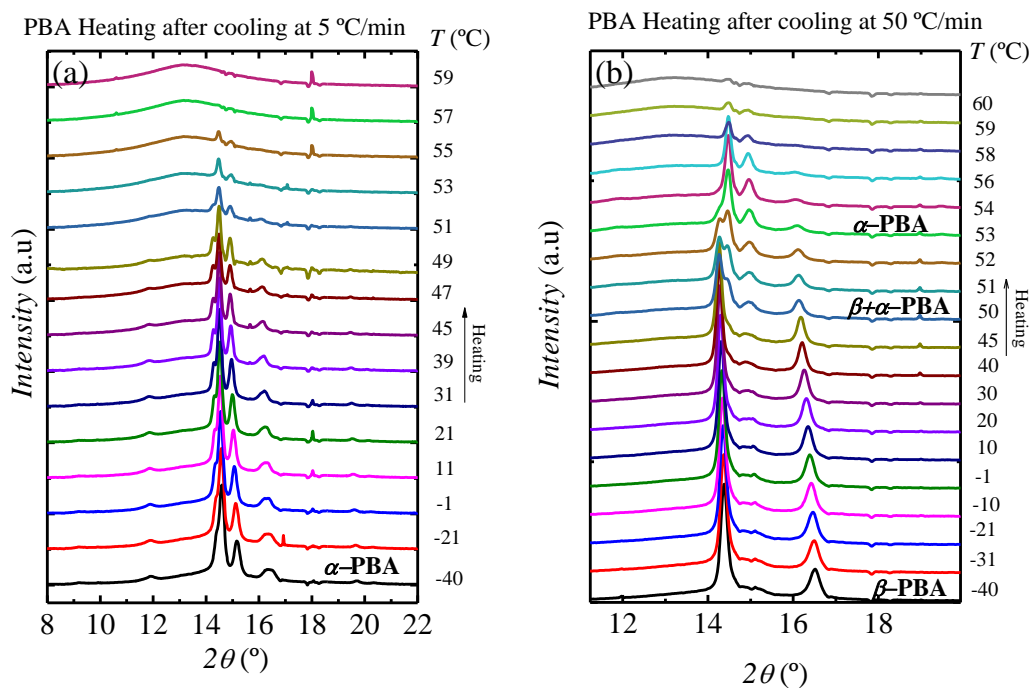 PBA Heating after cooling at 5 ºC/min
T (ºC)
(a)
59
57
55
53
51
49
47
45
39
31
21
11
-1
-21
-40
Heating
α–PBA
Intensity (a.u)
8 10 12 14 16 18 20 22
2θ (º)
PBA Heating after cooling at 50 ºC/min
T (ºC)
(b)
60
59
58
56
54
α–PBA
53
52
51
β+α–PBA
50
45
40
30
20
10
-1
-10
-21
-31
β–PBA
-40
Heating
Intensity (a.u)
12 14 16 18
2θ (º)